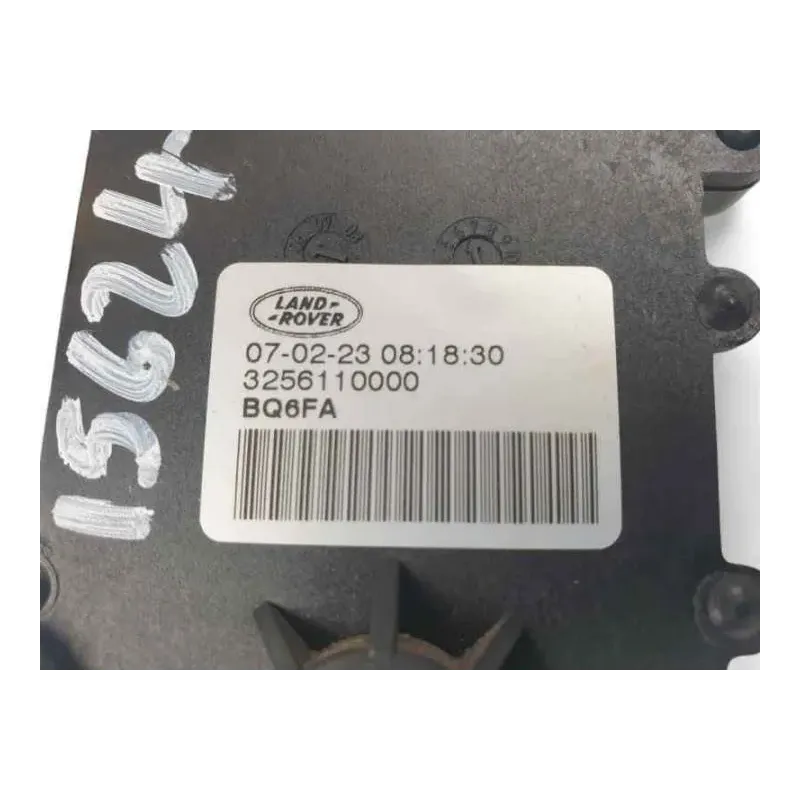 15624
LAND-
-ROVER
07-02-23 08:18:30
3256110000
BQ6FA